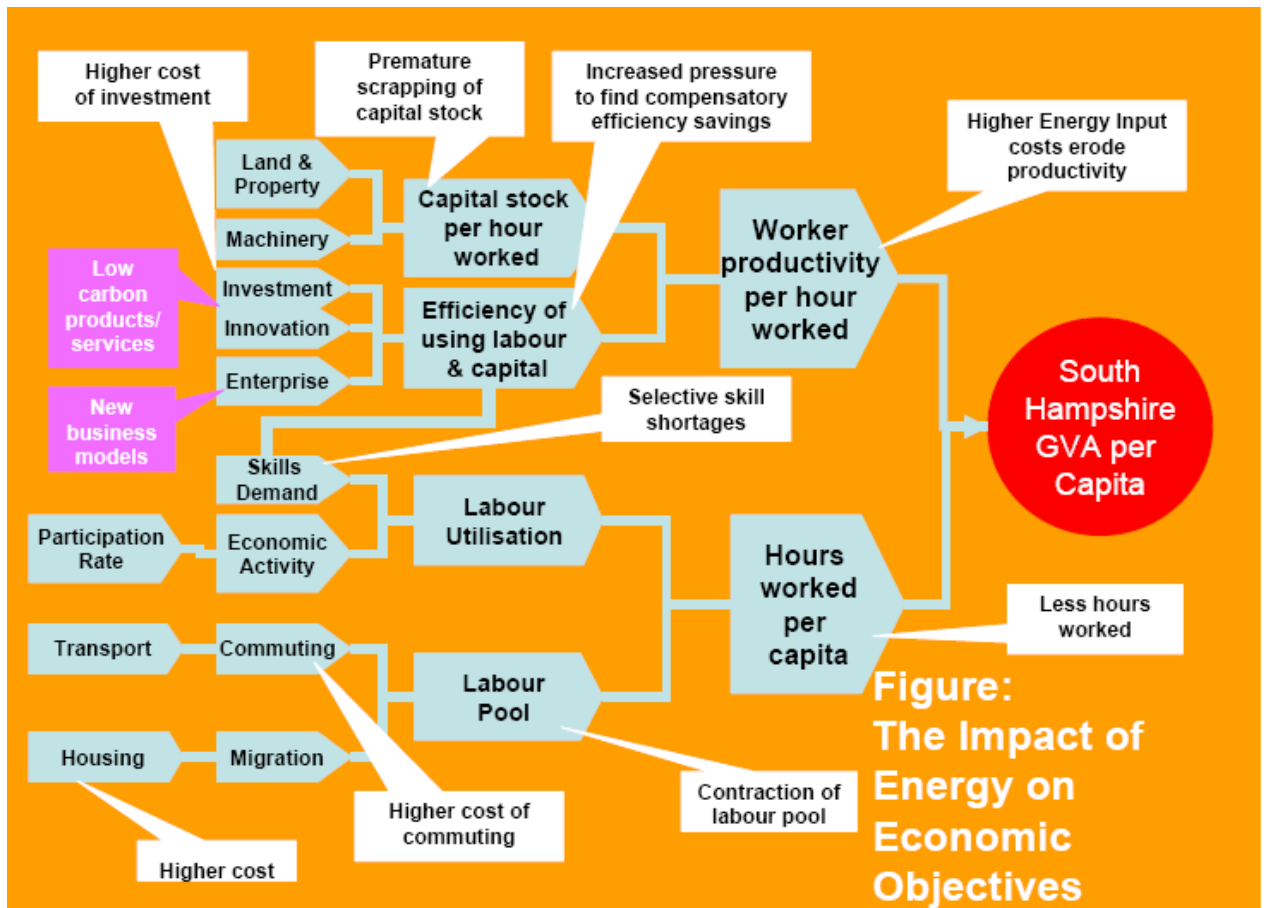 Higher cost
of investment
Premature
scrapping of
capital stock
Increased pressure
to find compensatory
efficiency savings
Higher Energy Input
costs erode
productivity
Land &
Property
Machinery
Capital stock
per hour
worked
Worker
productivity
per hour
worked
Low
carbon
products/
services
Investment
Innovation
Enterprise
Efficiency of
using labour
& capital
New
business
models
Selective skill
shortages
South
Hampshire
GVA per
Capita
Skills
Demand
Labour
Utilisation
Participation
Rate
Economic
Activity
Hours
worked
per
capita
Less hours
worked
Transport
Commuting
Labour
Pool
Housing
Migration
Higher cost
Higher cost of
commuting
Contraction of
labour pool
Figure:
The Impact of
Energy on
Economic
Objectives